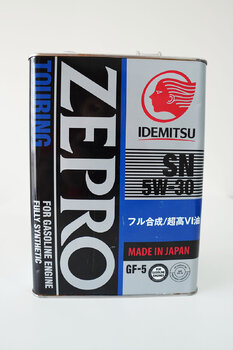 IDEMITSU
ZEPRO
TOURING
FOR GASOLINE ENGINE
FULLY SYNTHETIC
SN
5W-30
フル合成/超高VI油
MADE IN JAPAN
GF-5